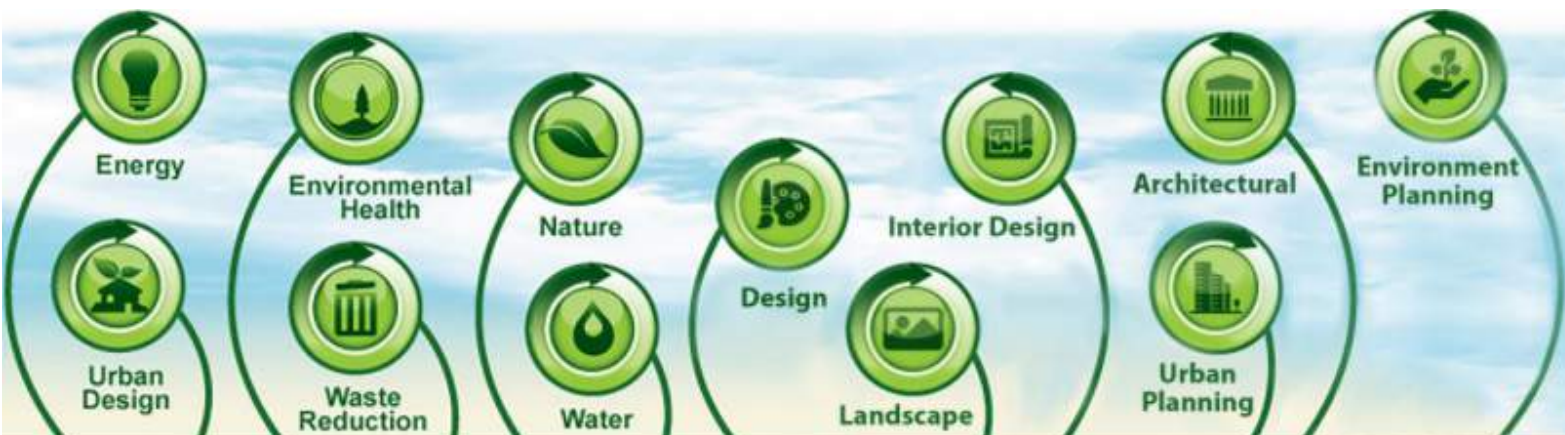 Energy
Environmental
Health
Nature
Design
Interior Design
Architectural
Environment
Planning
Urban
Design
Waste
Reduction
Water
Landscape
Urban
Planning